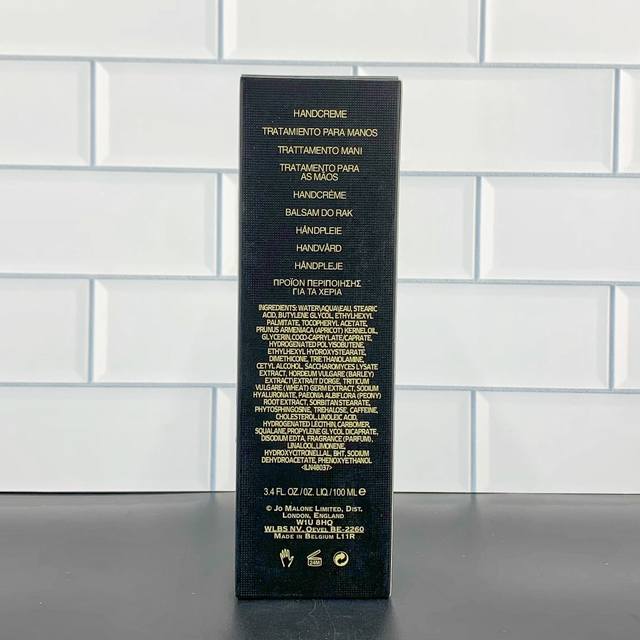 HANDCREME
TRATAMIENTO PARA MANOS
TRATTAMENTO MANI
TRATAMENTO PARA
AS MÃOS
HANDCRÈME
BALSAM DO RAK
HÅNDPLEIE
HANDVÅRD
HÅNDPLEJE
ΠΡΟΪΟΝ ΠΕΡΙΠΟΙΗΣΗΣ
ΓΙΑ ΤΑ ΧΕΡΙΑ
INGREDIENTS: WATER\AQUA\EAU, STEARIC
ACID, BUTYLENE GLYCOL, ETHYLHEXYL
PALMITATE, TOCOPHERYL ACETATE,
PRUNUS ARMENIACA (APRICOT) KERNEL OIL,
GLYCERIN, COCO-CAPRYLATE/CAPRATE,
HYDROGENATED POLYISOBUTENE,
ETHYLHEXYL HYDROXYSTEARATE,
DIMETHICONE, TRIETHANOLAMINE,
CETYL ALCOHOL, SACCHAROMYCES LYSATE
EXTRACT, HORDEUM VULGARE (BARLEY)
EXTRACT\EXTRAIT D'ORGE, TRITICUM
VULGARE (WHEAT) GERM EXTRACT, SODIUM
HYALURONATE, PAEONIA ALBIFLORA (PEONY)
ROOT EXTRACT, SORBITAN STEARATE,
PHYTOSPHINGOSINE, TREHALOSE, CAFFEINE,
CHOLESTEROL, LINOLEIC ACID,
HYDROGENATED LECITHIN, CARBOMER,
SQUALANE, PROPYLENE GLYCOL DICAPRATE,
DISODIUM EDTA, FRAGRANCE (PARFUM),
LINALOOL, LIMONENE,
HYDROXYCITRONELLAL, BHT, SODIUM
DEHYDROACETATE, PHENOXYETHANOL
<ILN48037>
3.4 FL. OZ./OZ. LIQ. / 100 ML ℮
© JO MALONE LIMITED, DIST.
LONDON, ENGLAND
W1U 8HQ
WLBS NV. OEVEL BE-2260
MADE IN BELGIUM L11R
24M